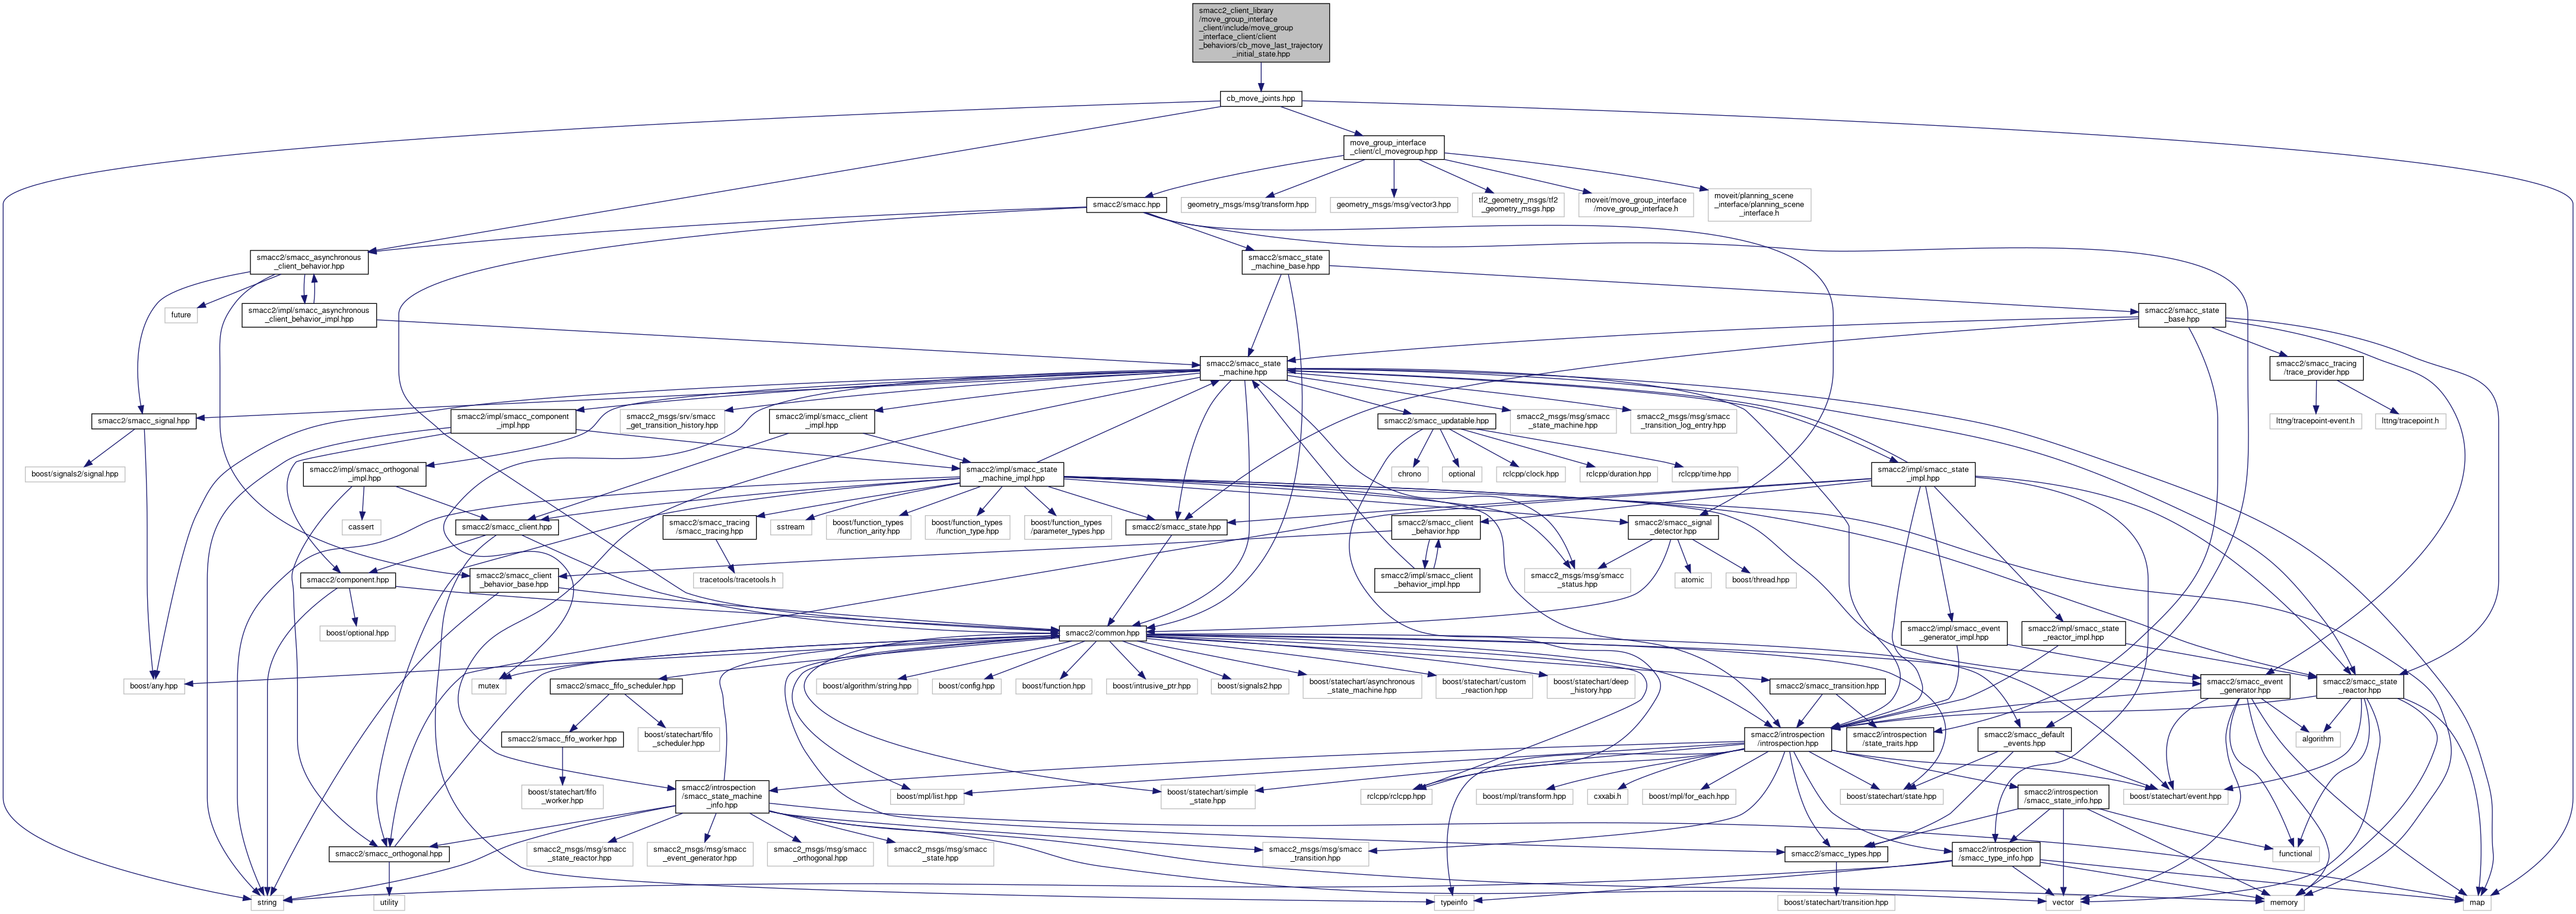 smacc2_client_library
/move_group_interface
_client/include/move_group
_interface_client/client
_behaviors/cb_move_last_trajectory
_initial_state.hpp
cb_move_joints.hpp
move_group_interface
_client/cl_movegroup.hpp
smacc2/smacc.hpp
geometry_msgs/msg/transform.hpp
geometry_msgs/msg/vector3.hpp
tf2_geometry_msgs/tf2
_geometry_msgs.hpp
moveit/move_group_interface
/move_group_interface.h
moveit/planning_scene
_interface/planning_scene
_interface.h
smacc2/smacc_asynchronous
_client_behavior.hpp
smacc2/smacc_state
_machine_base.hpp
future
smacc2/impl/smacc_asynchronous
_client_behavior_impl.hpp
smacc2/smacc_state
_base.hpp
smacc2/smacc_state
_machine.hpp
smacc2/smacc_tracing
/trace_provider.hpp
smacc2/smacc_signal.hpp
smacc2/impl/smacc_component
_impl.hpp
smacc2_msgs/srv/smacc
_get_transition_history.hpp
smacc2/impl/smacc_client
_impl.hpp
smacc2/smacc_updatable.hpp
smacc2_msgs/msg/smacc
_state_machine.hpp
smacc2_msgs/msg/smacc
_transition_log_entry.hpp
lttng/tracepoint-event.h
lttng/tracepoint.h
boost/signals2/signal.hpp
smacc2/impl/smacc_orthogonal
_impl.hpp
smacc2/impl/smacc_state
_machine_impl.hpp
chrono
optional
rclcpp/clock.hpp
rclcpp/duration.hpp
rclcpp/time.hpp
smacc2/impl/smacc_state
_impl.hpp
cassert
smacc2/smacc_client.hpp
smacc2/smacc_tracing
/smacc_tracing.hpp
sstream
boost/function_types
/function_arity.hpp
boost/function_types
/function_type.hpp
boost/function_types
/parameter_types.hpp
smacc2/smacc_state.hpp
smacc2/smacc_client
_behavior.hpp
smacc2/smacc_signal
_detector.hpp
smacc2/component.hpp
smacc2/smacc_client
_behavior_base.hpp
tracetools/tracetools.h
smacc2/impl/smacc_client
_behavior_impl.hpp
smacc2_msgs/msg/smacc
_status.hpp
atomic
boost/thread.hpp
boost/optional.hpp
smacc2/common.hpp
smacc2/impl/smacc_event
_generator_impl.hpp
smacc2/impl/smacc_state
_reactor_impl.hpp
boost/any.hpp
mutex
smacc2/smacc_fifo_scheduler.hpp
boost/algorithm/string.hpp
boost/config.hpp
boost/function.hpp
boost/intrusive_ptr.hpp
boost/signals2.hpp
boost/statechart/asynchronous
_state_machine.hpp
boost/statechart/custom
_reaction.hpp
boost/statechart/deep
_history.hpp
smacc2/smacc_transition.hpp
smacc2/smacc_event
_generator.hpp
smacc2/smacc_state
_reactor.hpp
smacc2/smacc_fifo_worker.hpp
boost/statechart/fifo
_scheduler.hpp
smacc2/introspection
/introspection.hpp
smacc2/introspection
/state_traits.hpp
smacc2/smacc_default
_events.hpp
algorithm
boost/statechart/fifo
_worker.hpp
smacc2/introspection
/smacc_state_machine
_info.hpp
boost/mpl/list.hpp
boost/statechart/simple
_state.hpp
rclcpp/rclcpp.hpp
boost/mpl/transform.hpp
cxxabi.h
boost/mpl/for_each.hpp
boost/statechart/state.hpp
smacc2/introspection
/smacc_state_info.hpp
boost/statechart/event.hpp
smacc2/smacc_orthogonal.hpp
smacc2_msgs/msg/smacc
_state_reactor.hpp
smacc2_msgs/msg/smacc
_event_generator.hpp
smacc2_msgs/msg/smacc
_orthogonal.hpp
smacc2_msgs/msg/smacc
_state.hpp
smacc2_msgs/msg/smacc
_transition.hpp
smacc2/smacc_types.hpp
smacc2/introspection
/smacc_type_info.hpp
functional
string
utility
typeinfo
boost/statechart/transition.hpp
vector
memory
map